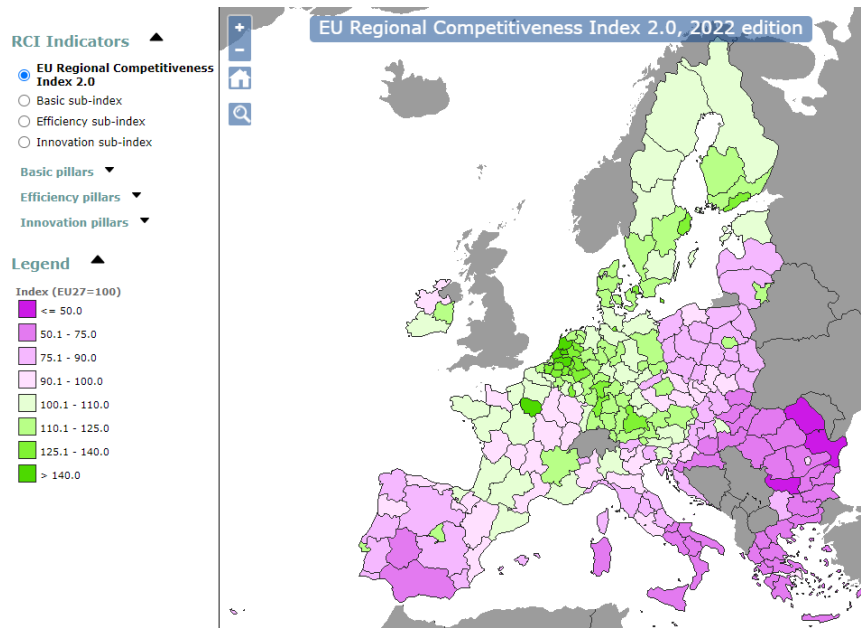 EU Regional Competitiveness Index 2.0, 2022 edition
+
−
RCI Indicators
EU Regional Competitiveness
Index 2.0
Basic sub-index
Efficiency sub-index
Innovation sub-index
Basic pillars
Efficiency pillars
Innovation pillars
Legend
Index (EU27=100)
<= 50.0
50.1 - 75.0
75.1 - 90.0
90.1 - 100.0
100.1 - 110.0
110.1 - 125.0
125.1 - 140.0
> 140.0